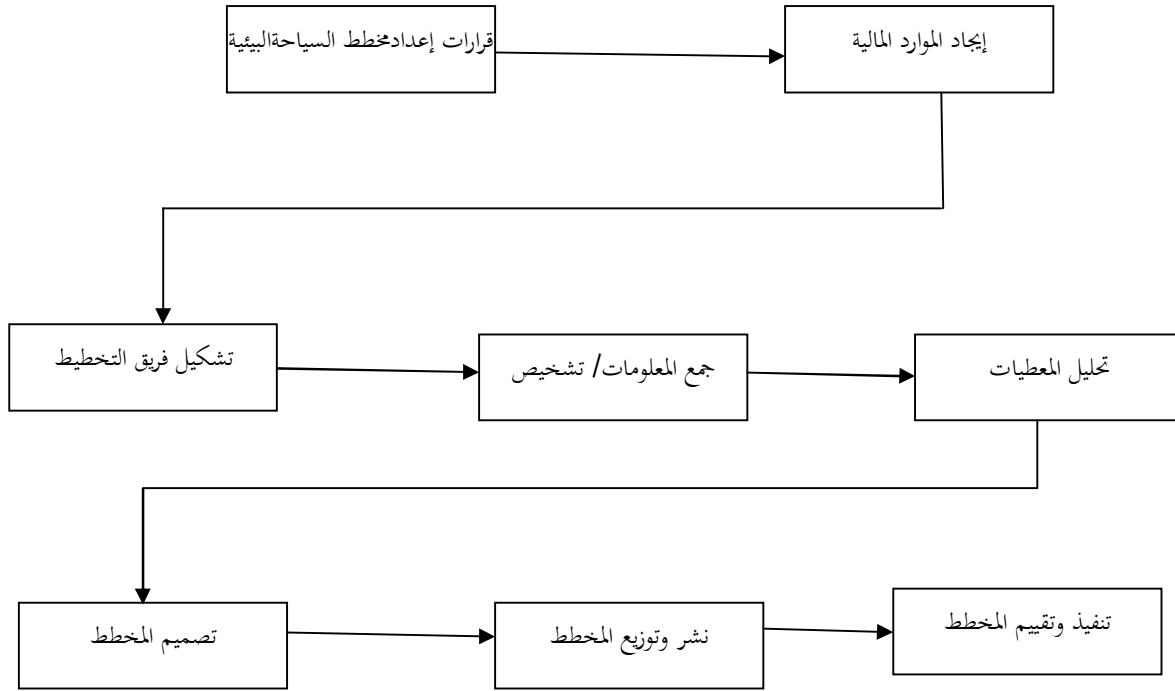 قرارات إعدادمخطط السياحةالبيئية
إيجاد الموارد المالية
تشكيل فريق التخطيط
جمع المعلومات/ تشخيص
تحليل المعطيات
تصميم المخطط
نشر وتوزيع المخطط
تنفيذ وتقييم المخطط